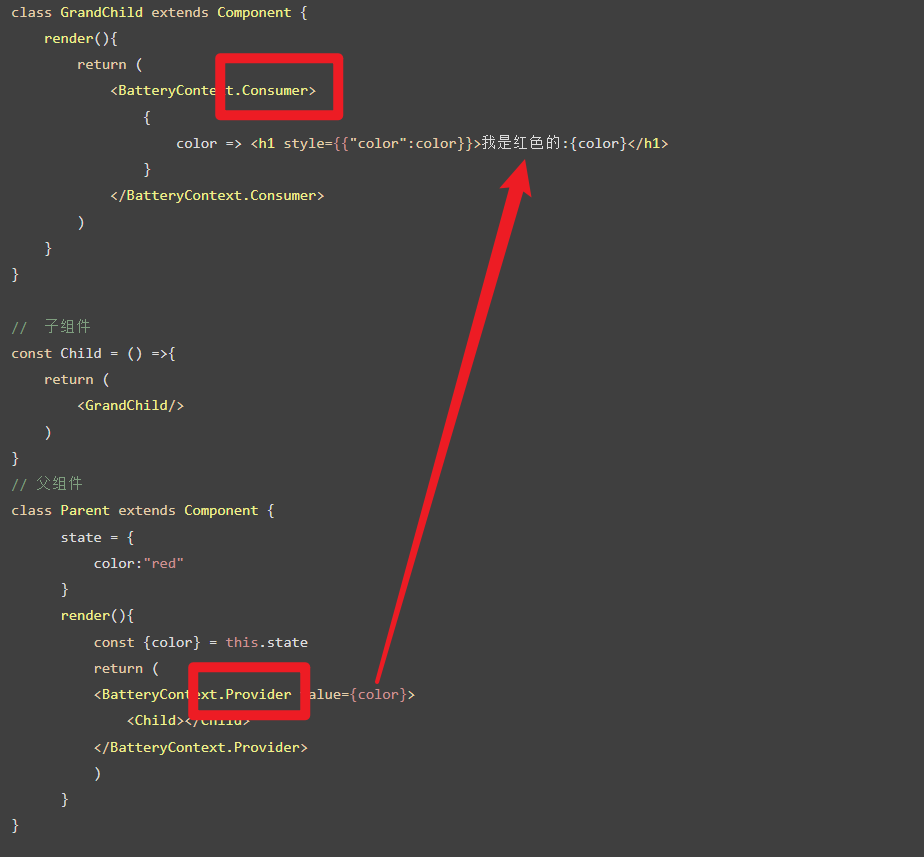 class GrandChild extends Component {
render(){
return (
<BatteryContext.Consumer>
{
color => <h1 style={{"color":color}}>我是红色的:{color}</h1>
}
</BatteryContext.Consumer>
)
}
}
// 子组件
const Child = () =>{
return (
<GrandChild/>
)
}
// 父组件
class Parent extends Component {
state = {
color:"red"
}
render(){
const {color} = this.state
return (
<BatteryContext.Provider value={color}>
<Child></Child>
</BatteryContext.Provider>
)
}
}